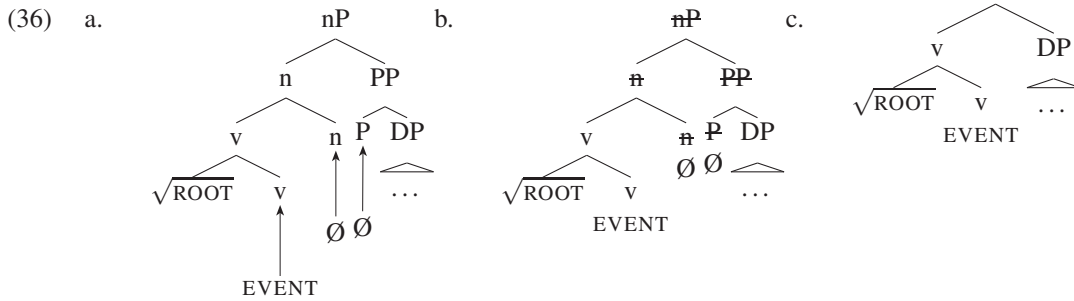 (36) a. nP b. nP c.
n PP n PP v DP
v n P DP v n P DP √ROOT v ...
√ROOT v ... √ROOT v Ø Ø ... EVENT
Ø Ø EVENT
EVENT